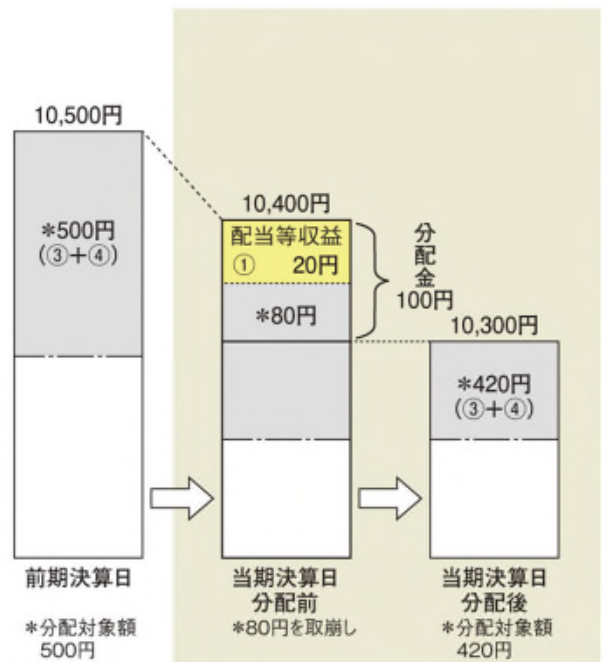 10,500円
*500円
(③+④)
10,400円
配当等収益
① 20円
*80円
分配金
100円
10,300円
*420円
(③+④)
前期決算日
*分配対象額
500円
当期決算日
分配前
*80円を取崩し
当期決算日
分配後
*分配対象額
420円